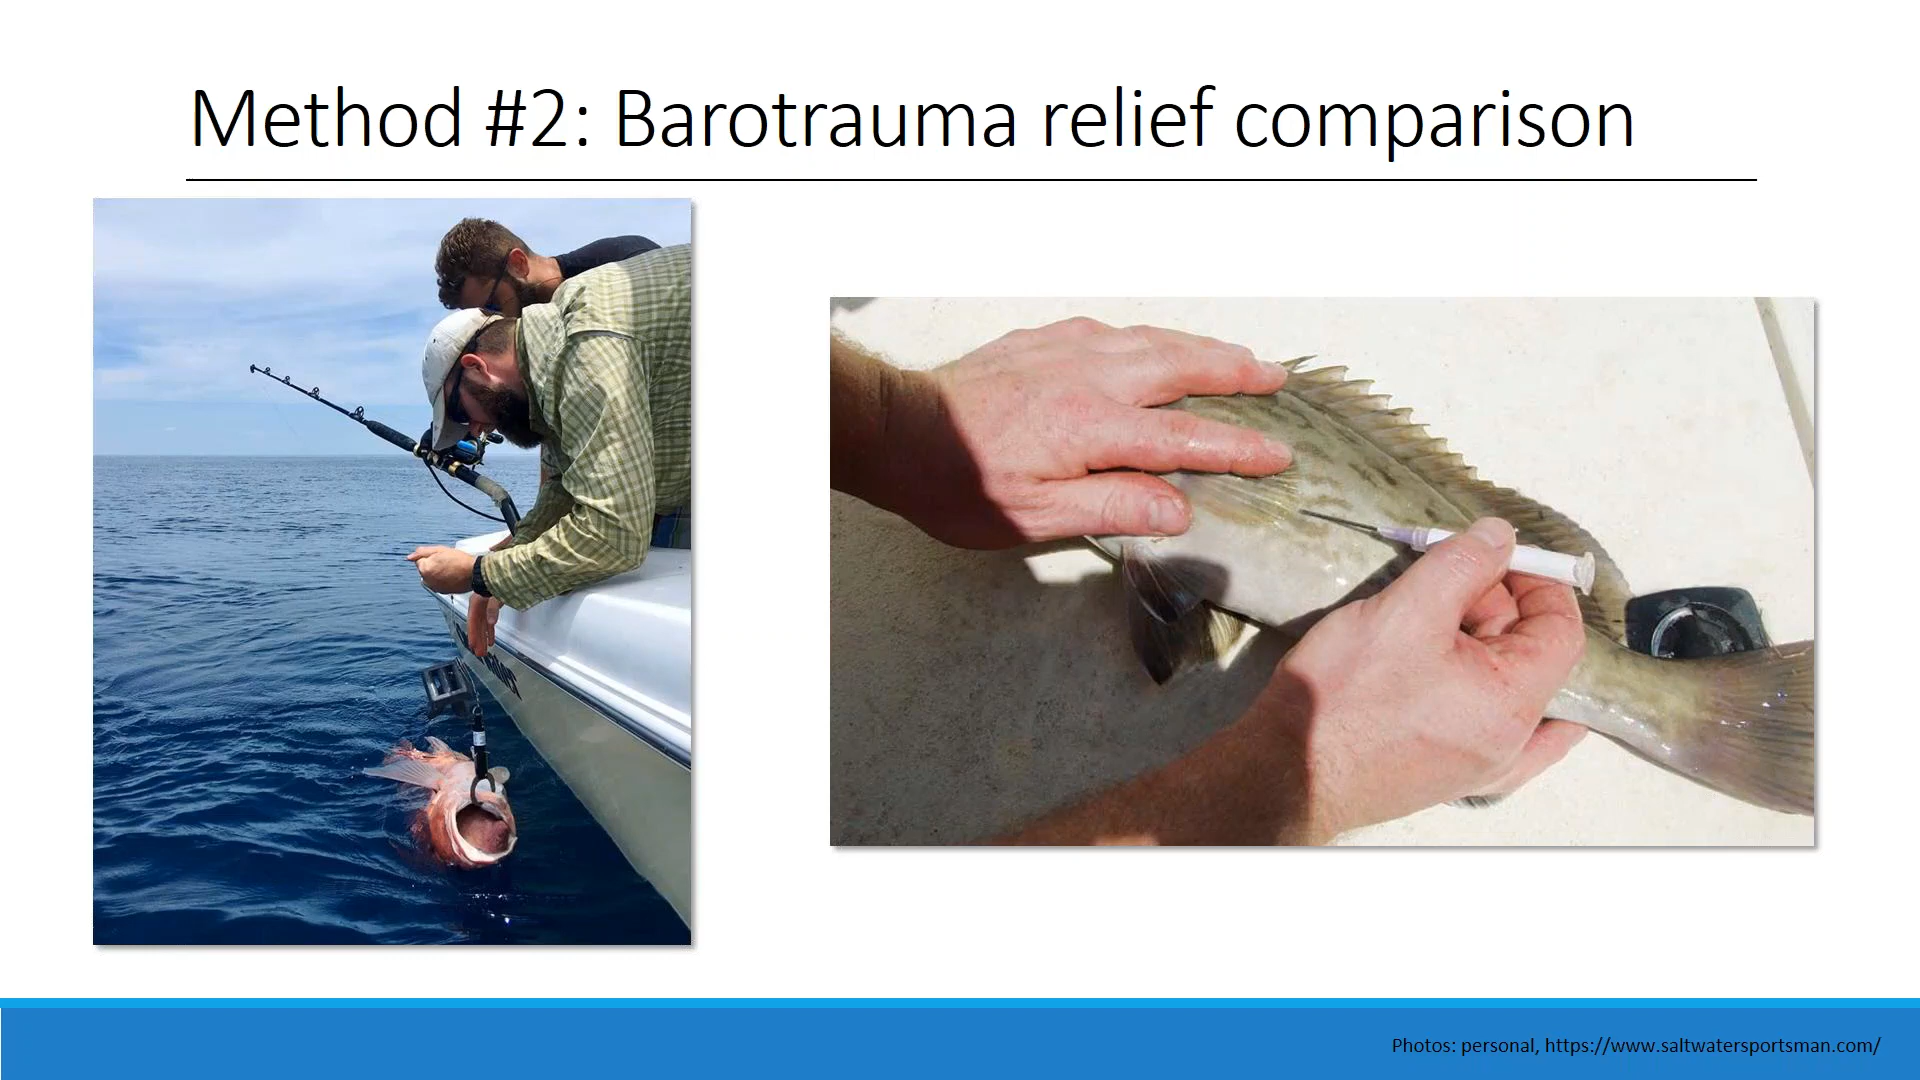 Method #2: Barotrauma relief comparison
Photos: personal, https://www.saltwatersportsman.com/